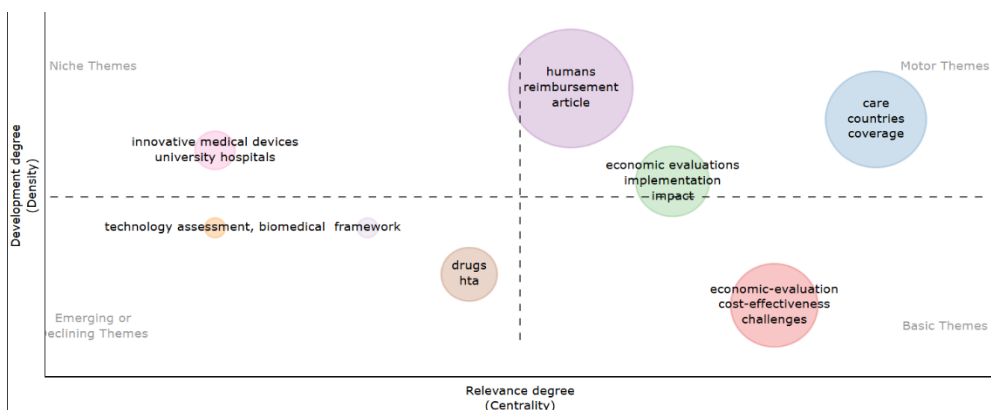 Niche Themes
Motor Themes
humans
reimbursement
article
care
countries
coverage
innovative medical devices
university hospitals
economic evaluations
implementation
impact
technology assessment, biomedical framework
drugs
hta
economic-evaluation
cost-effectiveness
challenges
Emerging or
eclining Themes
Basic Themes
Development degree
(Density)
Relevance degree
(Centrality)